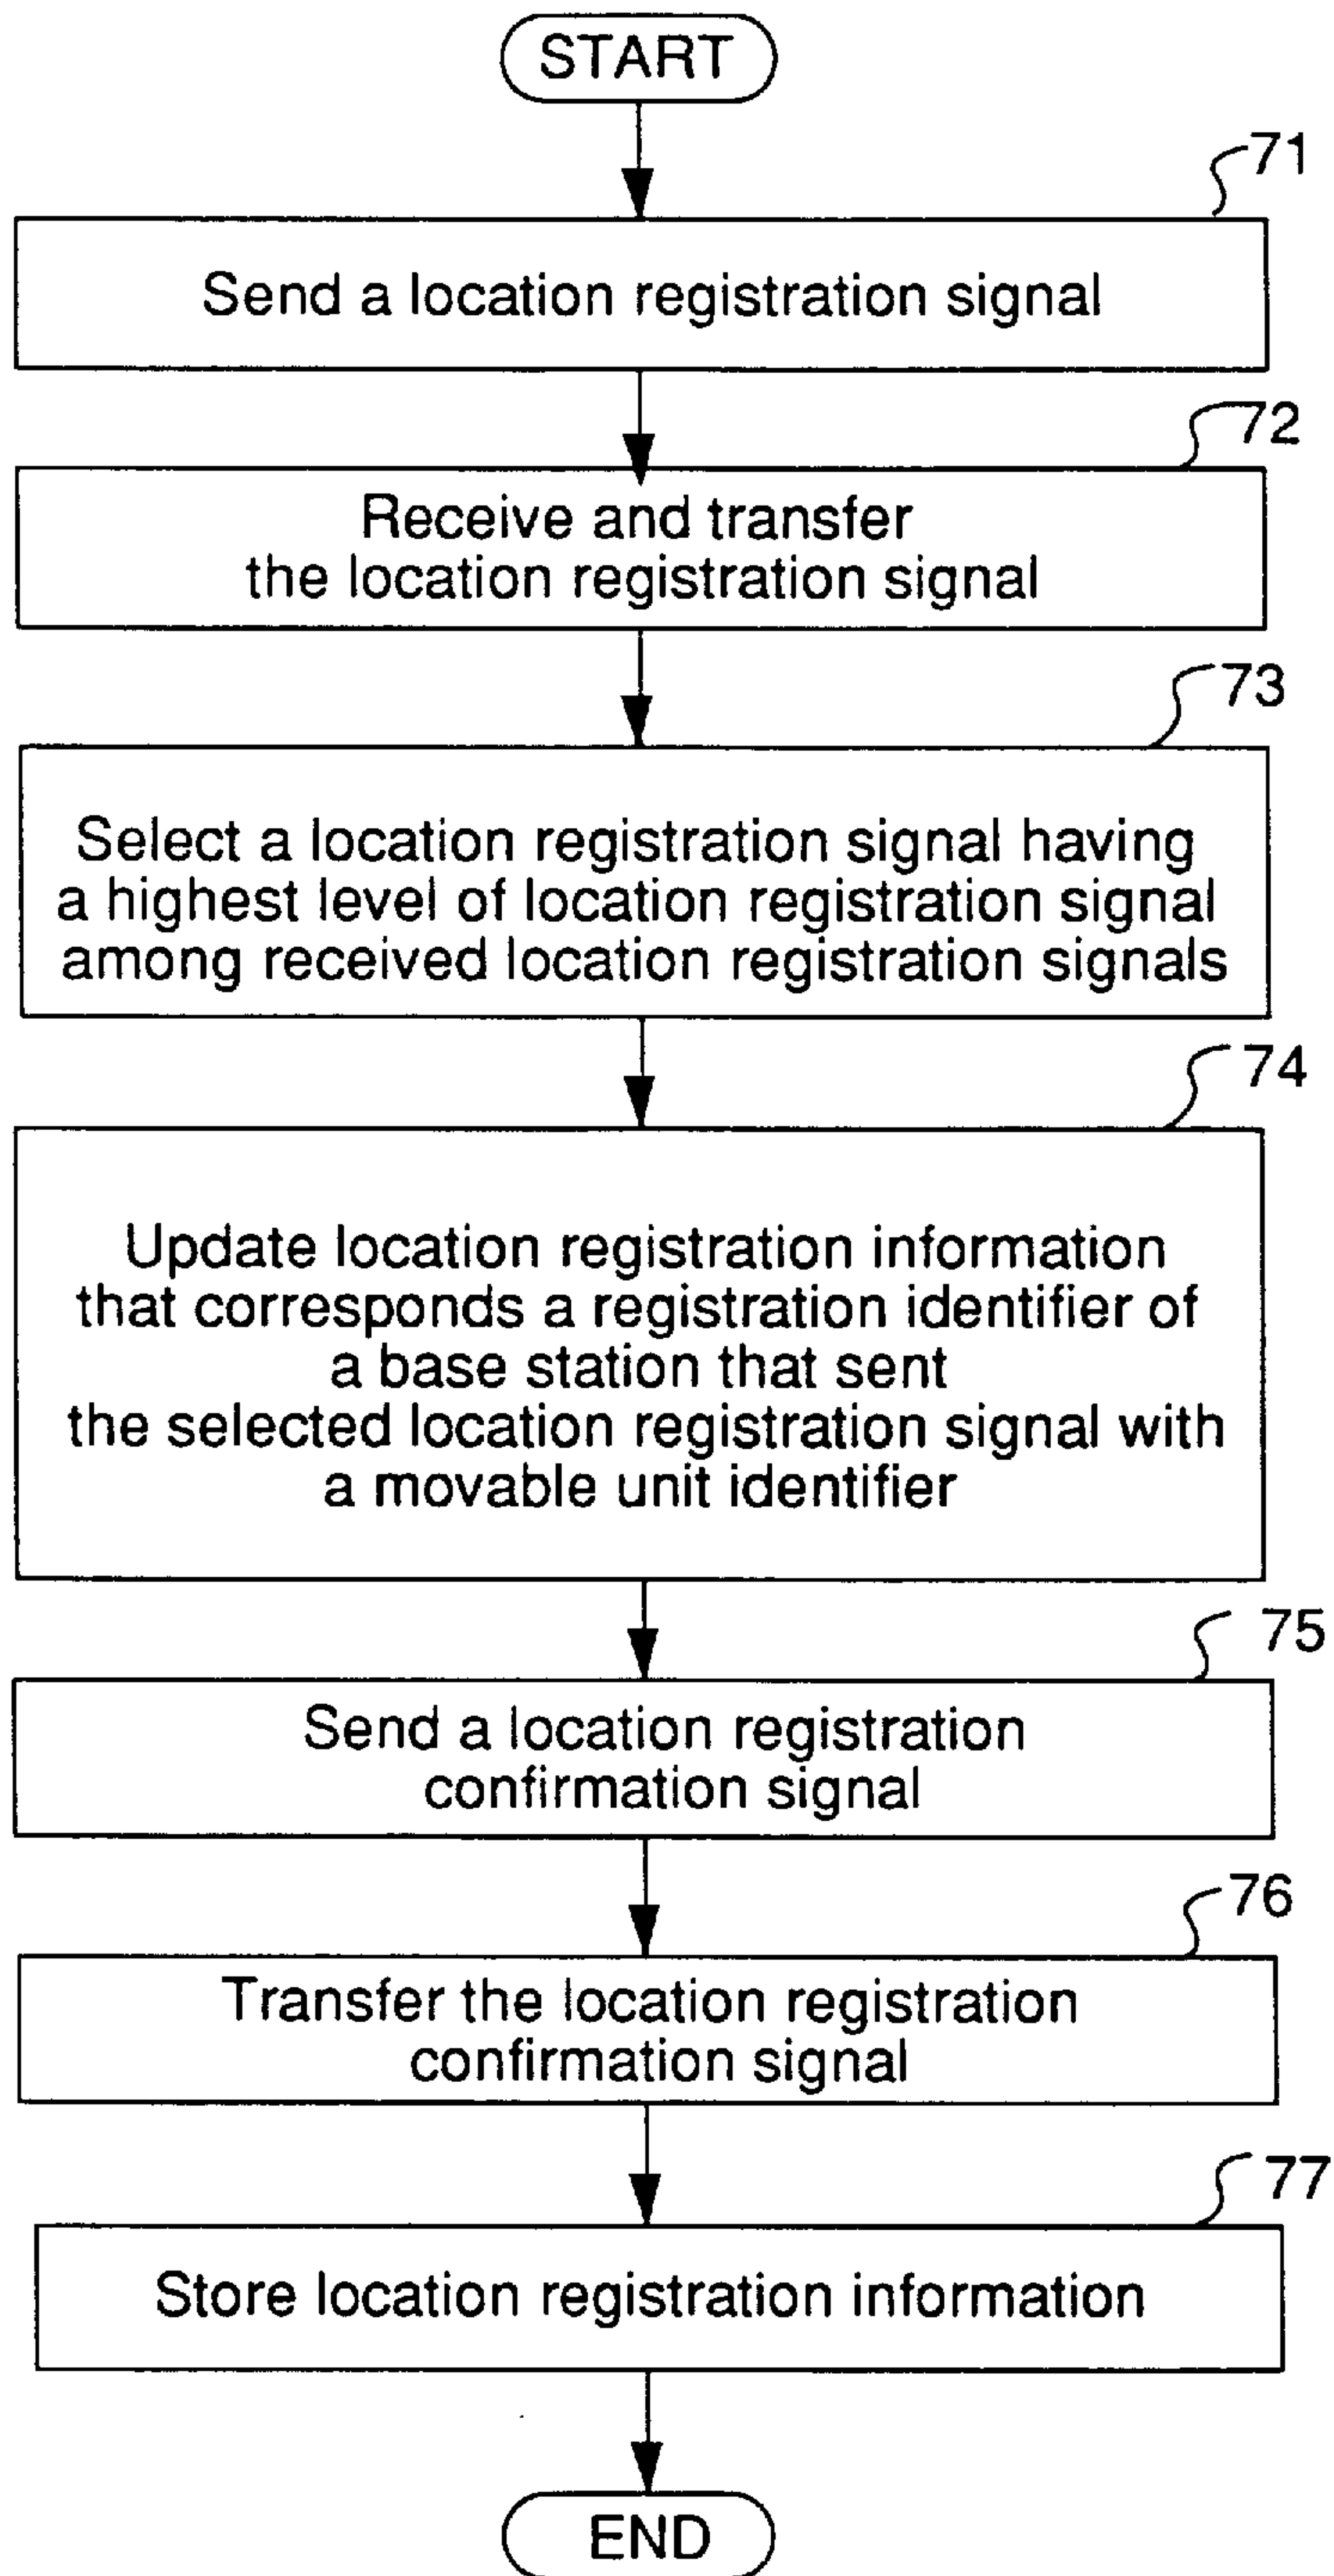 START
71
Send a location registration signal
72
Receive and transfer
the location registration signal
73
Select a location registration signal having
a highest level of location registration signal
among received location registration signals
74
Update location registration information
that corresponds a registration identifier of
a base station that sent
the selected location registration signal with
a movable unit identifier
75
Send a location registration
confirmation signal
76
Transfer the location registration
confirmation signal
77
Store location registration information
END